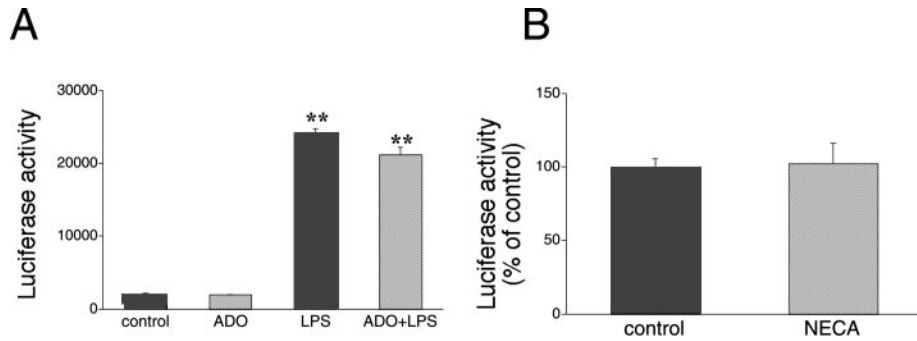 A
B
Luciferase activity
30000
20000
10000
0
**
**
control
ADO
LPS
ADO+LPS
Luciferase activity
(% of control)
150
100
50
0
control
NECA